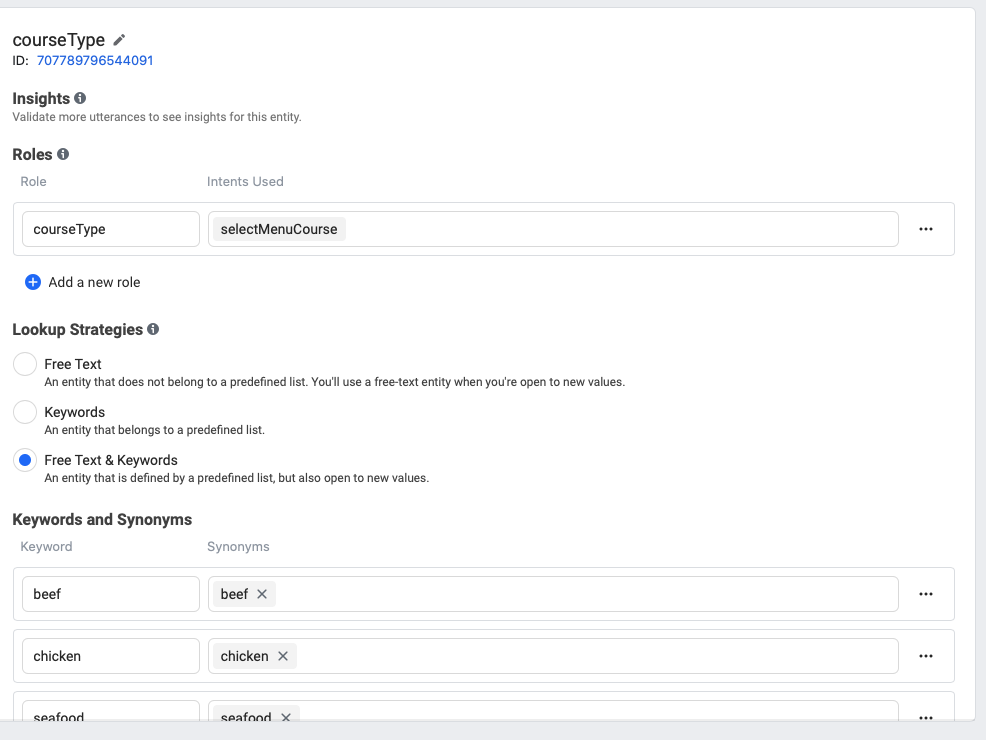 courseType
ID: 707789796544091
Insights
Validate more utterances to see insights for this entity.
Roles
Role Intents Used
courseType selectMenuCourse
Add a new role
Lookup Strategies
Free Text
An entity that does not belong to a predefined list. You'll use a free-text entity when you're open to new values.
Keywords
An entity that belongs to a predefined list.
Free Text & Keywords
An entity that is defined by a predefined list, but also open to new values.
Keywords and Synonyms
Keyword Synonyms
beef beef
chicken chicken
seafood seafood